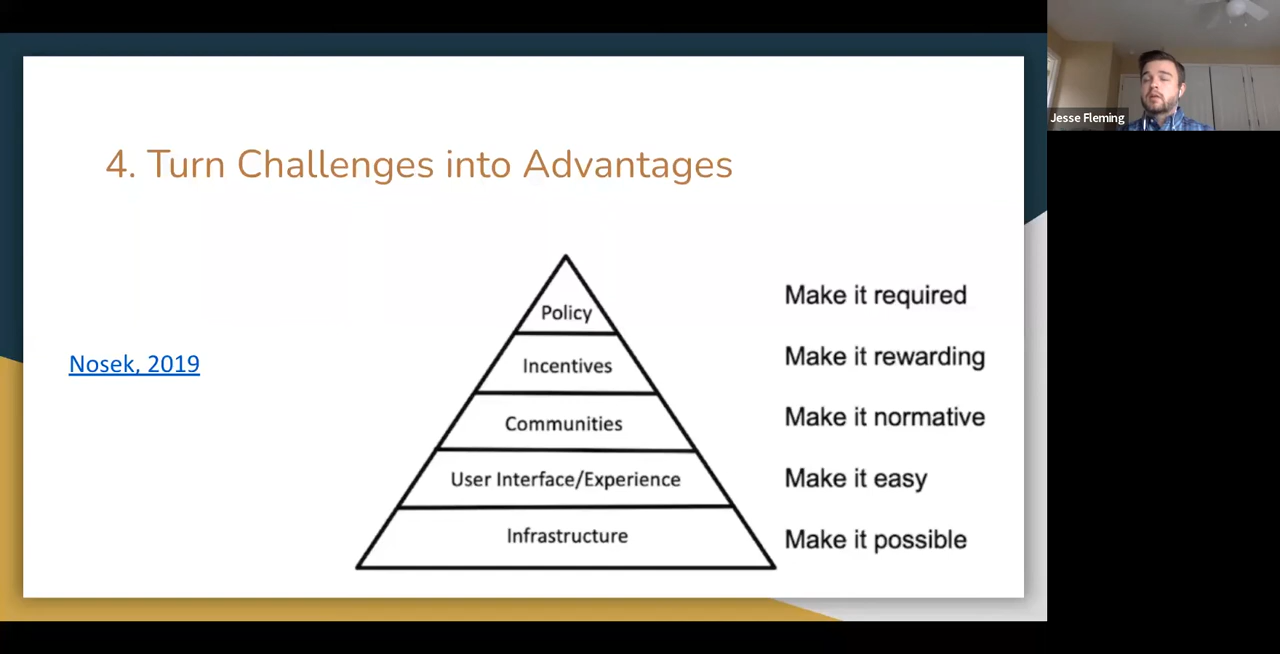 4. Turn Challenges into Advantages
Nosek, 2019
Policy
Make it required
Incentives
Make it rewarding
Communities
Make it normative
User Interface/Experience
Make it easy
Infrastructure
Make it possible
Jesse Fleming